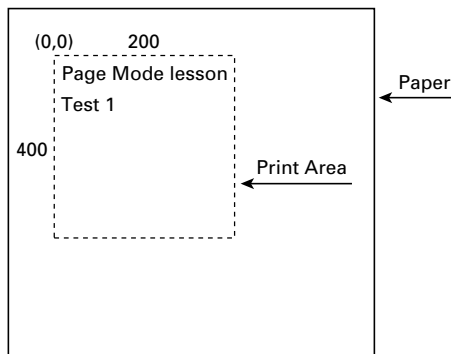 (0,0) 200
Page Mode lesson
Paper
Test 1
400
Print Area